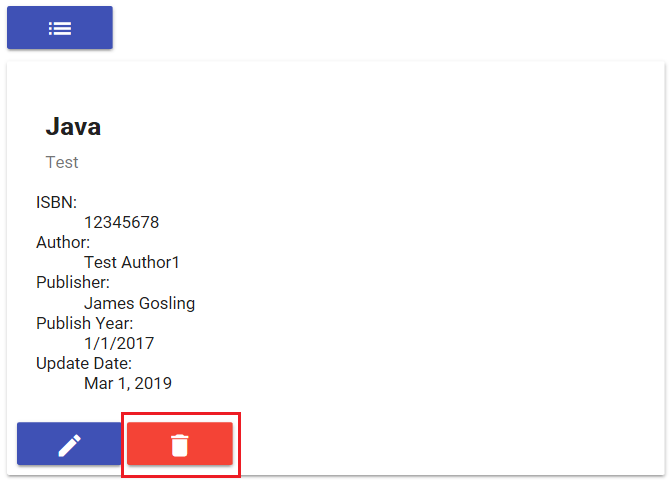 Java
Test
ISBN:
12345678
Author:
Test Author1
Publisher:
James Gosling
Publish Year:
1/1/2017
Update Date:
Mar 1, 2019